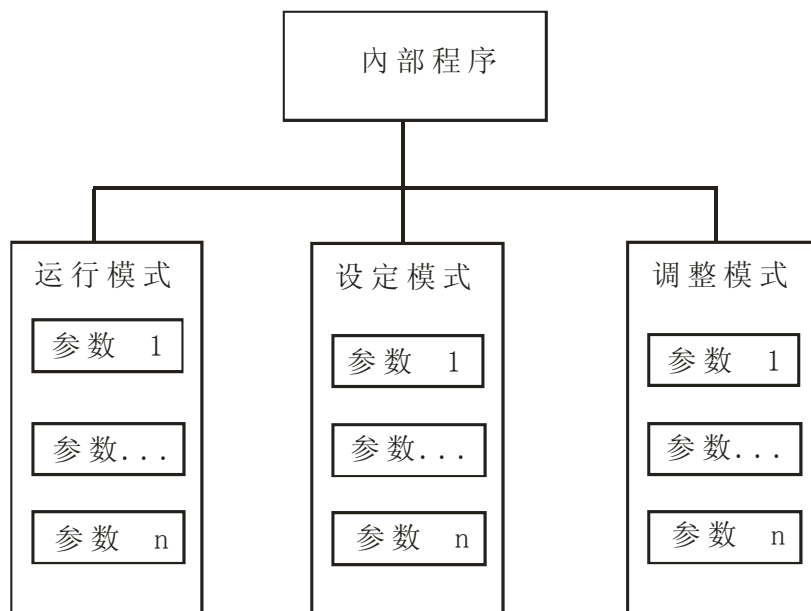 內部程序
运行模式
参数 1
参数...
参数 n
设定模式
参数 1
参数...
参数 n
调整模式
参数 1
参数...
参数 n